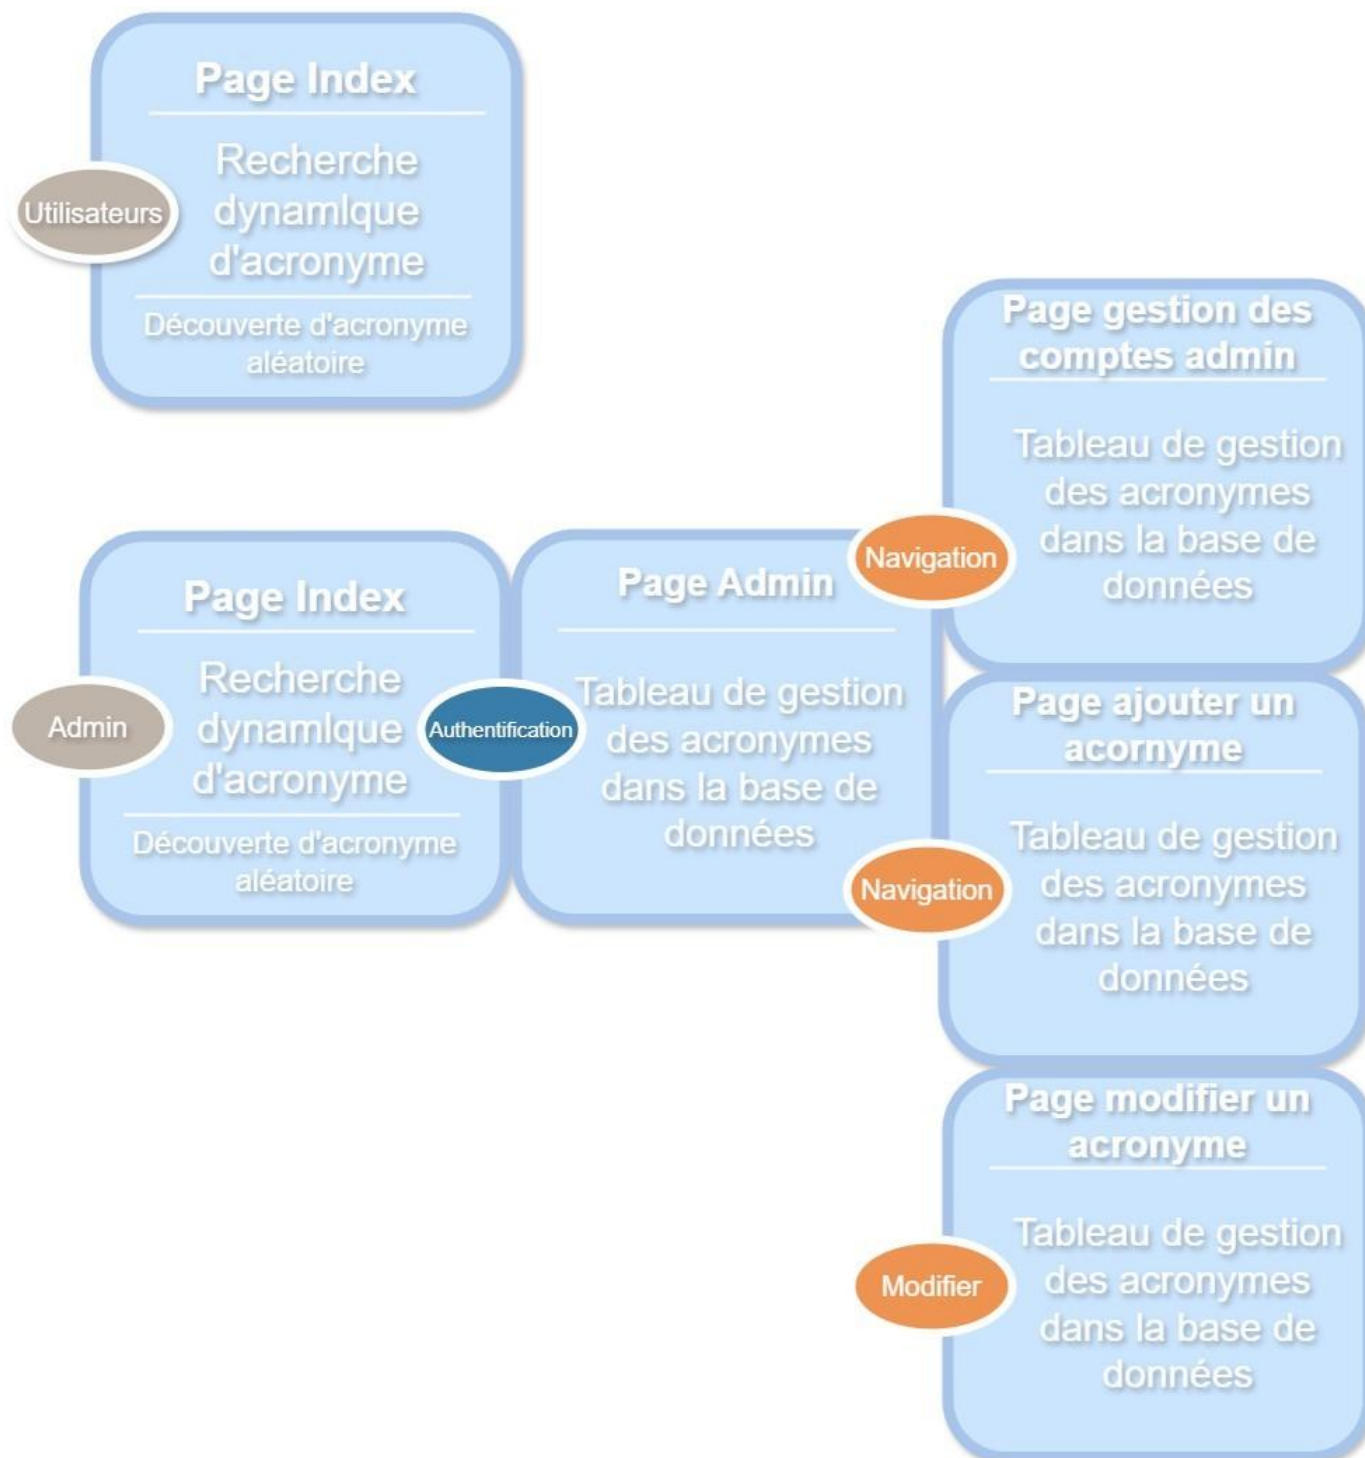 Page Index
Recherche
dynamIque
d'acronyme
Découverte d'acronyme
aléatoire
Utilisateurs
Page gestion des
comptes admin
Tableau de gestion
des acronymes
dans la base de
données
Navigation
Page Index
Recherche
dynamIque
d'acronyme
Découverte d'acronyme
aléatoire
Admin
Authentification
Page Admin
Tableau de gestion
des acronymes
dans la base de
données
Navigation
Page ajouter un
acornyme
Tableau de gestion
des acronymes
dans la base de
données
Page modifier un
acronyme
Tableau de gestion
des acronymes
dans la base de
données
Modifier